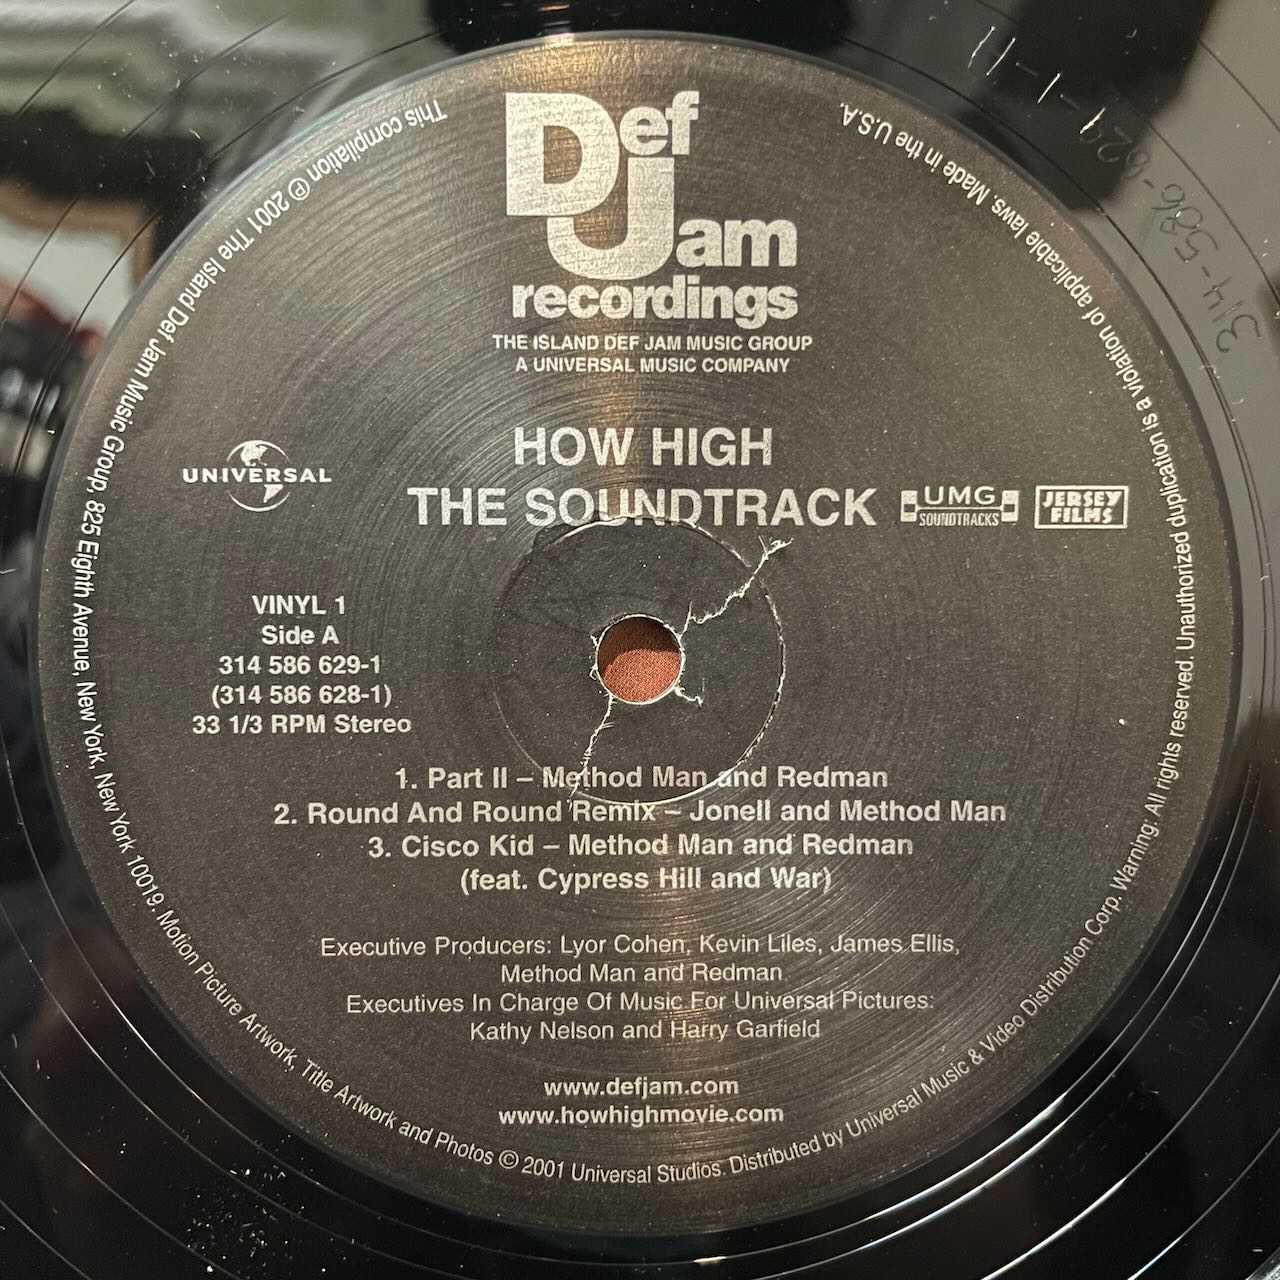 Def
Jam
recordings
THE ISLAND DEF JAM MUSIC GROUP
A UNIVERSAL MUSIC COMPANY
HOW HIGH
THE SOUNDTRACK
UNIVERSAL
UMG
SOUNDTRACKS
JERSEY
FILMS
VINYL 1
Side A
314 586 629-1
(314 586 628-1)
33 1/3 RPM Stereo
1. Part II – Method Man and Redman
2. Round And Round Remix – Jonell and Method Man
3. Cisco Kid – Method Man and Redman
(feat. Cypress Hill and War)
Executive Producers: Lyor Cohen, Kevin Liles, James Ellis,
Method Man and Redman.
Executives In Charge Of Music For Universal Pictures:
Kathy Nelson and Harry Garfield
www.defjam.com
www.howhighmovie.com
This compilation ℗ 2001 The Island Def Jam Music Group, 825 Eighth Avenue, New York, New York 10019. Motion Picture Artwork, Title Artwork and Photos © 2001 Universal Studios. Distributed by Universal Music & Video Distribution Corp. Warning: All rights reserved. Unauthorized duplication is a violation of applicable laws. Made in the U.S.A.